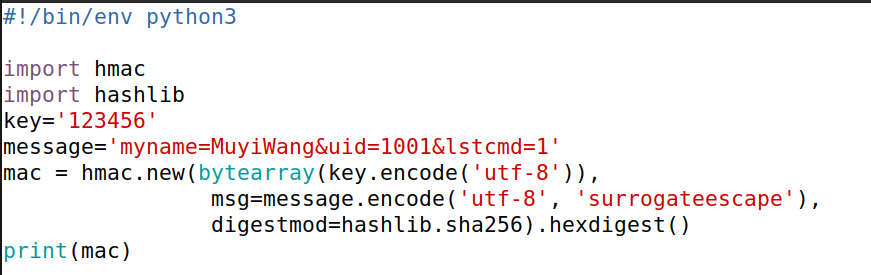 #!/bin/env python3
import hmac
import hashlib
key='123456'
message='myname=MuyiWang&uid=1001&lstcmd=1'
mac = hmac.new(bytearray(key.encode('utf-8')),
msg=message.encode('utf-8', 'surrogateescape'),
digestmod=hashlib.sha256).hexdigest()
print(mac)